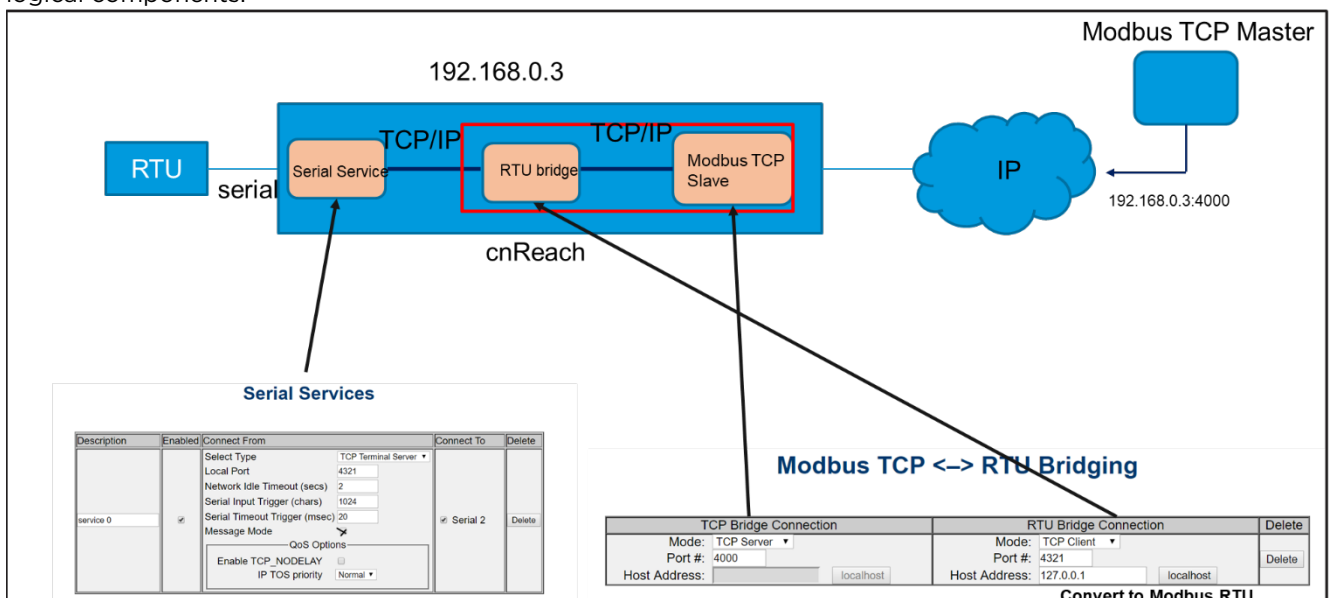 logical components.
Modbus TCP Master
192.168.0.3
TCP/IP
TCP/IP
RTU
Serial Service
RTU bridge
Modbus TCP
Slave
IP
serial
192.168.0.3:4000
cnReach
Serial Services
Description Enabled Connect From Connect To Delete
Select Type TCP Terminal Server
Local Port 4321
Network Idle Timeout (secs) 2
Serial Input Trigger (chars) 1024
service 0 Serial Timeout Trigger (msec) 20 Serial 2 Delete
Message Mode
QoS Options
Enable TCP_NODELAY
IP TOS priority Normal
Modbus TCP <–> RTU Bridging
TCP Bridge Connection RTU Bridge Connection Delete
Mode: TCP Server Mode: TCP Client
Port #: 4000 Port #: 4321 Delete
Host Address: localhost Host Address: 127.0.0.1 localhost
Convert to Modbus RTU